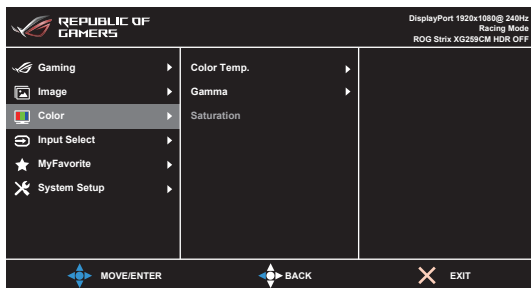 REPUBLIC OF
GAMERS
DisplayPort 1920x1080@ 240Hz
Racing Mode
ROG Strix XG259CM HDR OFF
Gaming
Image
Color
Input Select
MyFavorite
System Setup
Color Temp.
Gamma
Saturation
MOVE/ENTER
BACK
EXIT